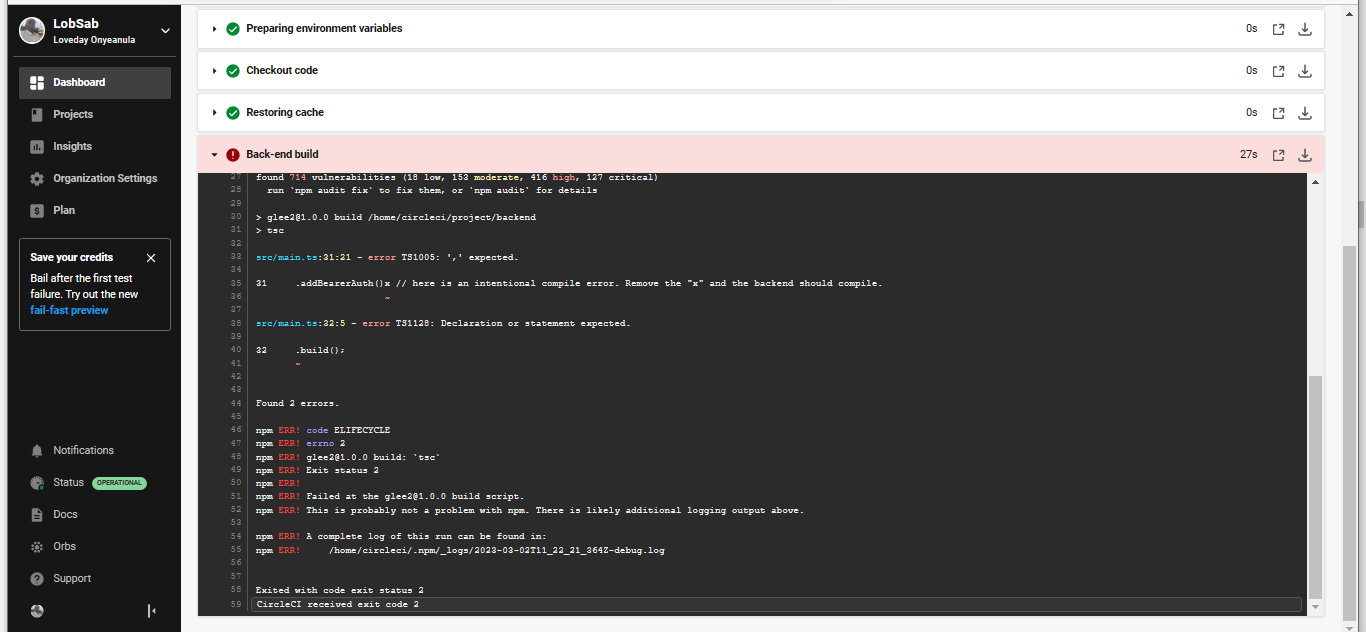 LobSab
Loveday Onyeanula
Dashboard
Projects
Insights
Organization Settings
Plan
Save your credits
Bail after the first test
failure. Try out the new
fail-fast preview
Notifications
Status OPERATIONAL
Docs
Orbs
Support
Preparing environment variables 0s
Checkout code 0s
Restoring cache 0s
Back-end build 27s
27 found 714 vulnerabilities (18 low, 153 moderate, 416 high, 127 critical)
28 run `npm audit fix` to fix them, or `npm audit` for details
29
30 > glee2@1.0.0 build /home/circleci/project/backend
31 > tsc
32
33 src/main.ts:31:21 - error TS1005: ',' expected.
34
35 31 .addBearerAuth()x // here is an intentional compile error. Remove the "x" and the backend should compile.
36 ~
37
38 src/main.ts:32:5 - error TS1128: Declaration or statement expected.
39
40 32 .build();
41 ~
42
43
44 Found 2 errors.
45
46 npm ERR! code ELIFECYCLE
47 npm ERR! errno 2
48 npm ERR! glee2@1.0.0 build: `tsc`
49 npm ERR! Exit status 2
50 npm ERR!
51 npm ERR! Failed at the glee2@1.0.0 build script.
52 npm ERR! This is probably not a problem with npm. There is likely additional logging output above.
53
54 npm ERR! A complete log of this run can be found in:
55 npm ERR! /home/circleci/.npm/_logs/2023-03-02T11_22_21_364Z-debug.log
56
57
58 Exited with code exit status 2
59 CircleCI received exit code 2